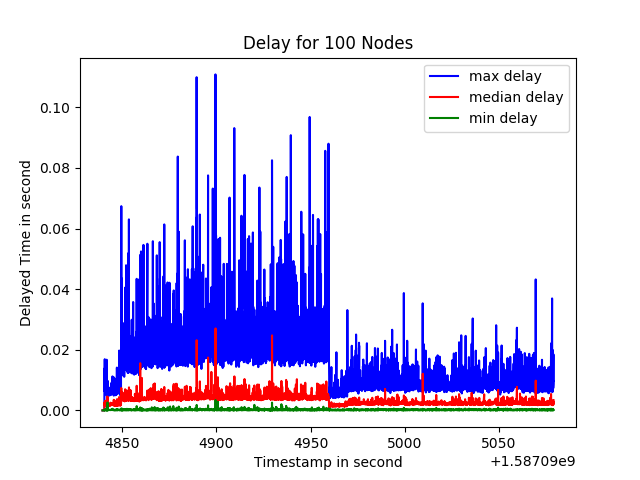 Delay for 100 Nodes
max delay
median delay
min delay
Delayed Time in second
0.10
0.08
0.06
0.04
0.02
0.00
4850 4900 4950 5000 5050
Timestamp in second
+1.58709e9